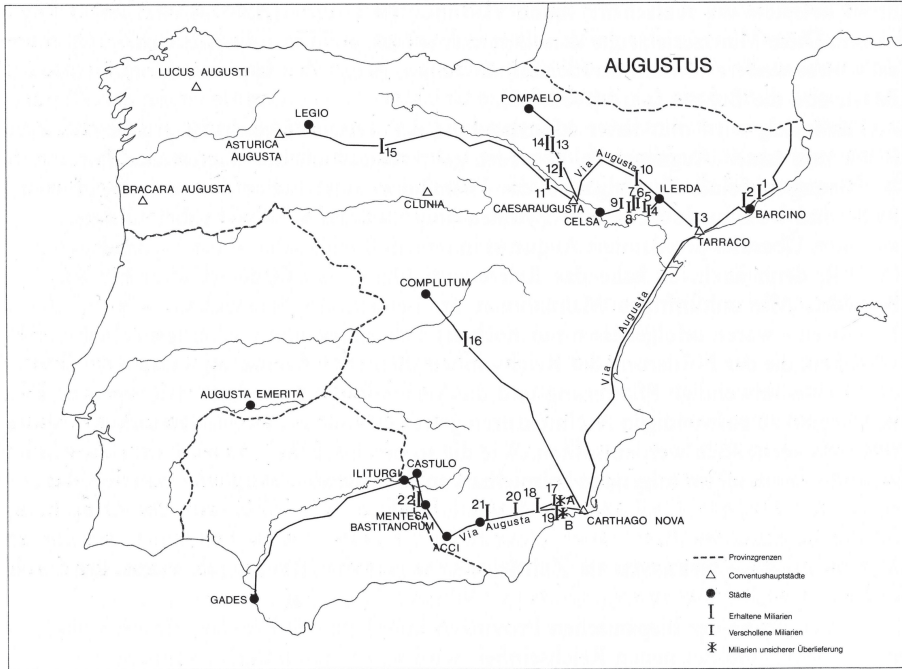 AUGUSTUS
LUCUS AUGUSTI
POMPAELO
LEGIO
ASTURICA
AUGUSTA
15
14
13
12
11
Via Augusta
10
ILERDA
BRACARA AUGUSTA
CLUNIA
CAESARAUGUSTA
CELSA
9
8
7
6
5
4
3
2
1
BARCINO
TARRACO
COMPLUTUM
16
Via Augusta
AUGUSTA EMERITA
CASTULO
ILITURGI
22
MENTESA
BASTITANORUM
ACCI
Via Augusta
21
20
18
17
A
19
B
CARTHAGO NOVA
GADES
Provinzgrenzen
Conventushauptstädte
Städte
Erhaltene Miliarien
Verschollene Miliarien
Miliarien unsicherer Überlieferung